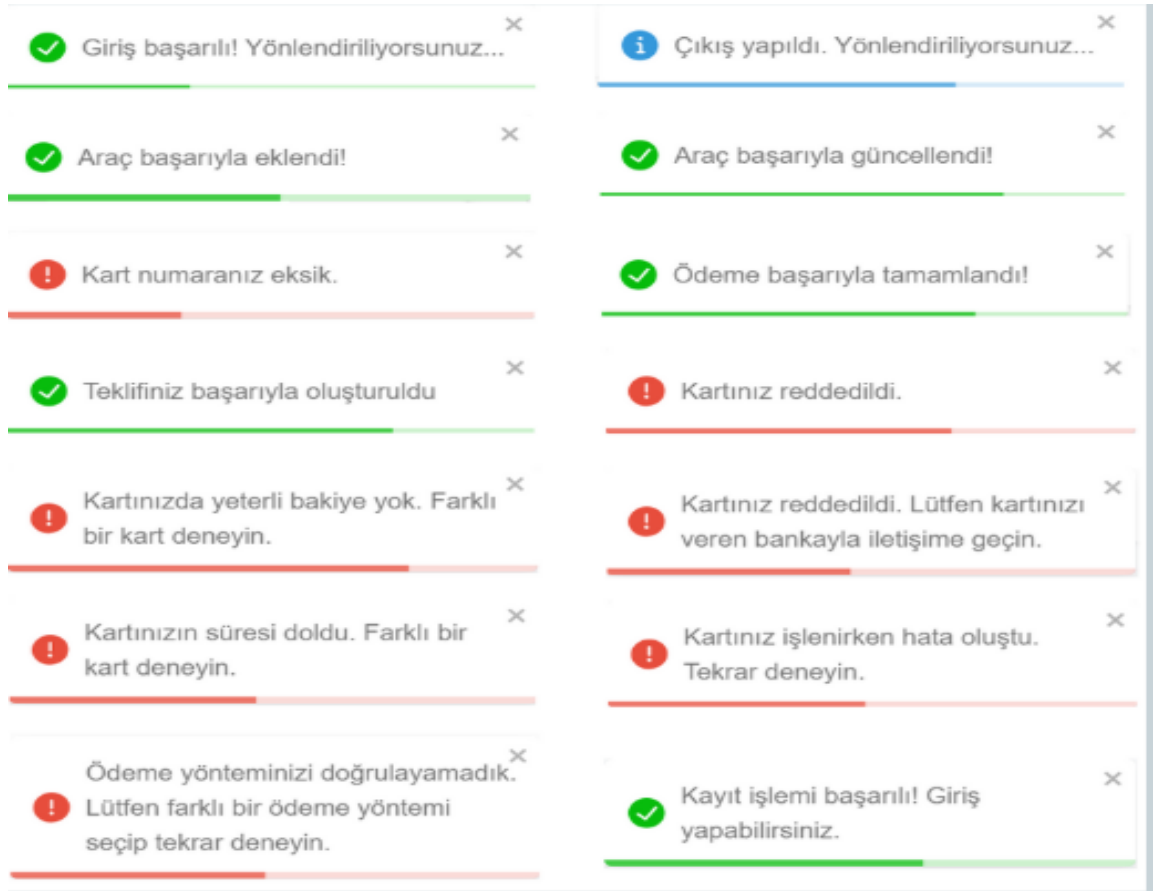 Giriş başarılı! Yönlendiriliyorsunuz...
Çıkış yapıldı. Yönlendiriliyorsunuz...
Araç başarıyla eklendi!
Araç başarıyla güncellendi!
Kart numaranız eksik.
Ödeme başarıyla tamamlandı!
Teklifiniz başarıyla oluşturuldu
Kartınız reddedildi.
Kartınızda yeterli bakiye yok. Farklı
bir kart deneyin.
Kartınız reddedildi. Lütfen kartınızı
veren bankayla iletişime geçin.
Kartınızın süresi doldu. Farklı bir
kart deneyin.
Kartınız işlenirken hata oluştu.
Tekrar deneyin.
Ödeme yönteminizi doğrulayamadık.
Lütfen farklı bir ödeme yöntemi
seçip tekrar deneyin.
Kayıt işlemi başarılı! Giriş
yapabilirsiniz.